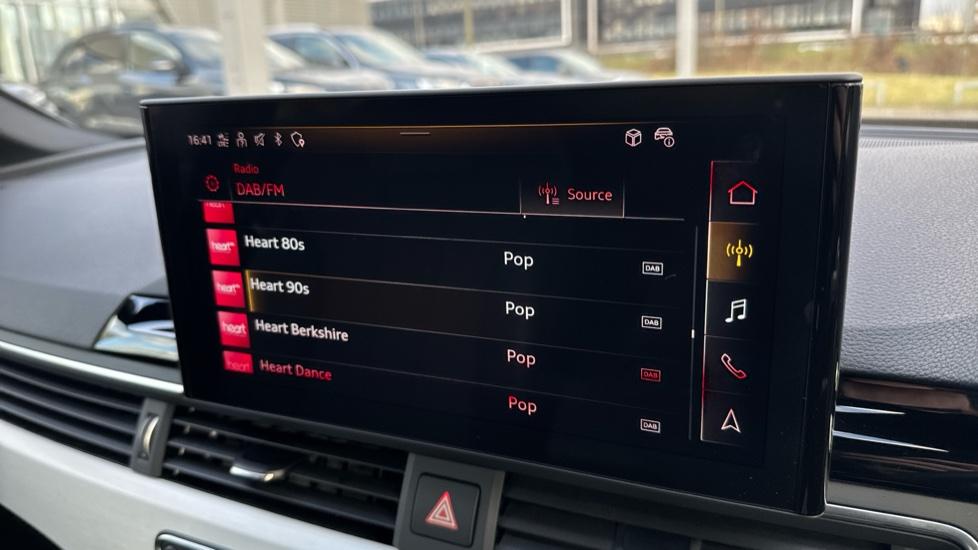 16:41
Radio
DAB/FM
Source
heart
Heart 80s
Pop
DAB
heart
Heart 90s
Pop
DAB
heart
Heart Berkshire
Pop
DAB
heart
Heart Dance
Pop
DAB